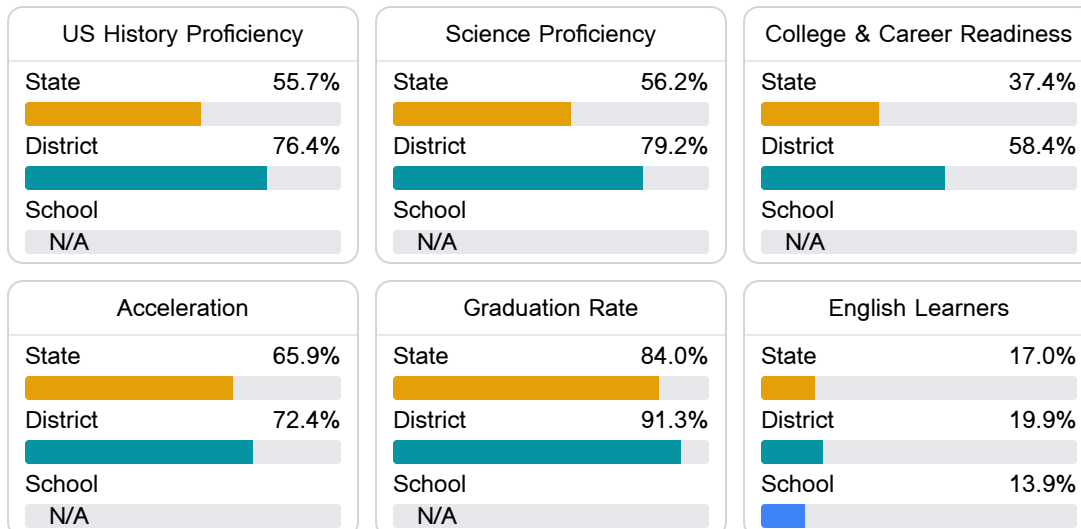 US History Proficiency
State 55.7%
District 76.4%
School
N/A
Science Proficiency
State 56.2%
District 79.2%
School
N/A
College & Career Readiness
State 37.4%
District 58.4%
School
N/A
Acceleration
State 65.9%
District 72.4%
School
N/A
Graduation Rate
State 84.0%
District 91.3%
School
N/A
English Learners
State 17.0%
District 19.9%
School 13.9%